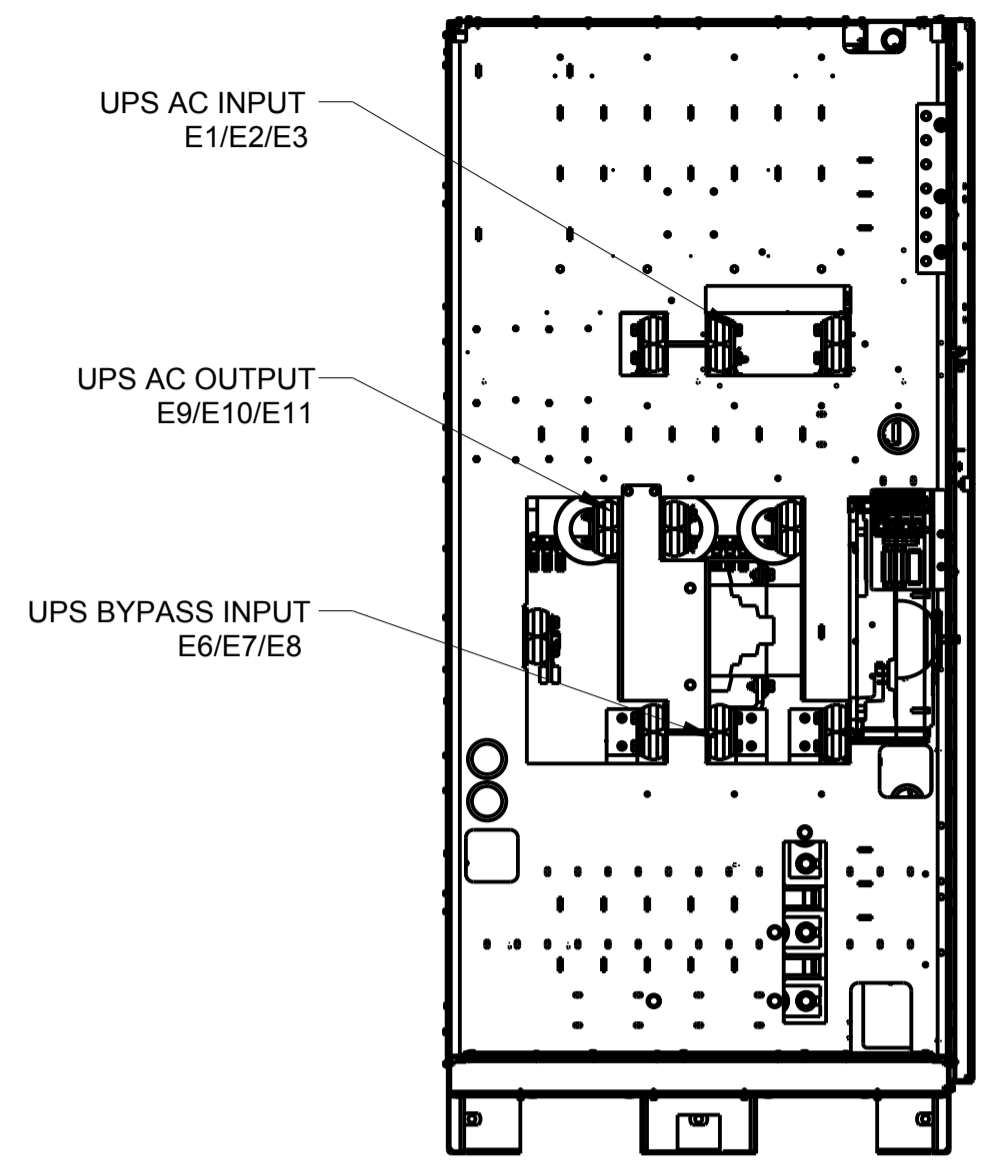 UPS AC INPUT
E1/E2/E3
UPS AC OUTPUT
E9/E10/E11
UPS BYPASS INPUT
E6/E7/E8